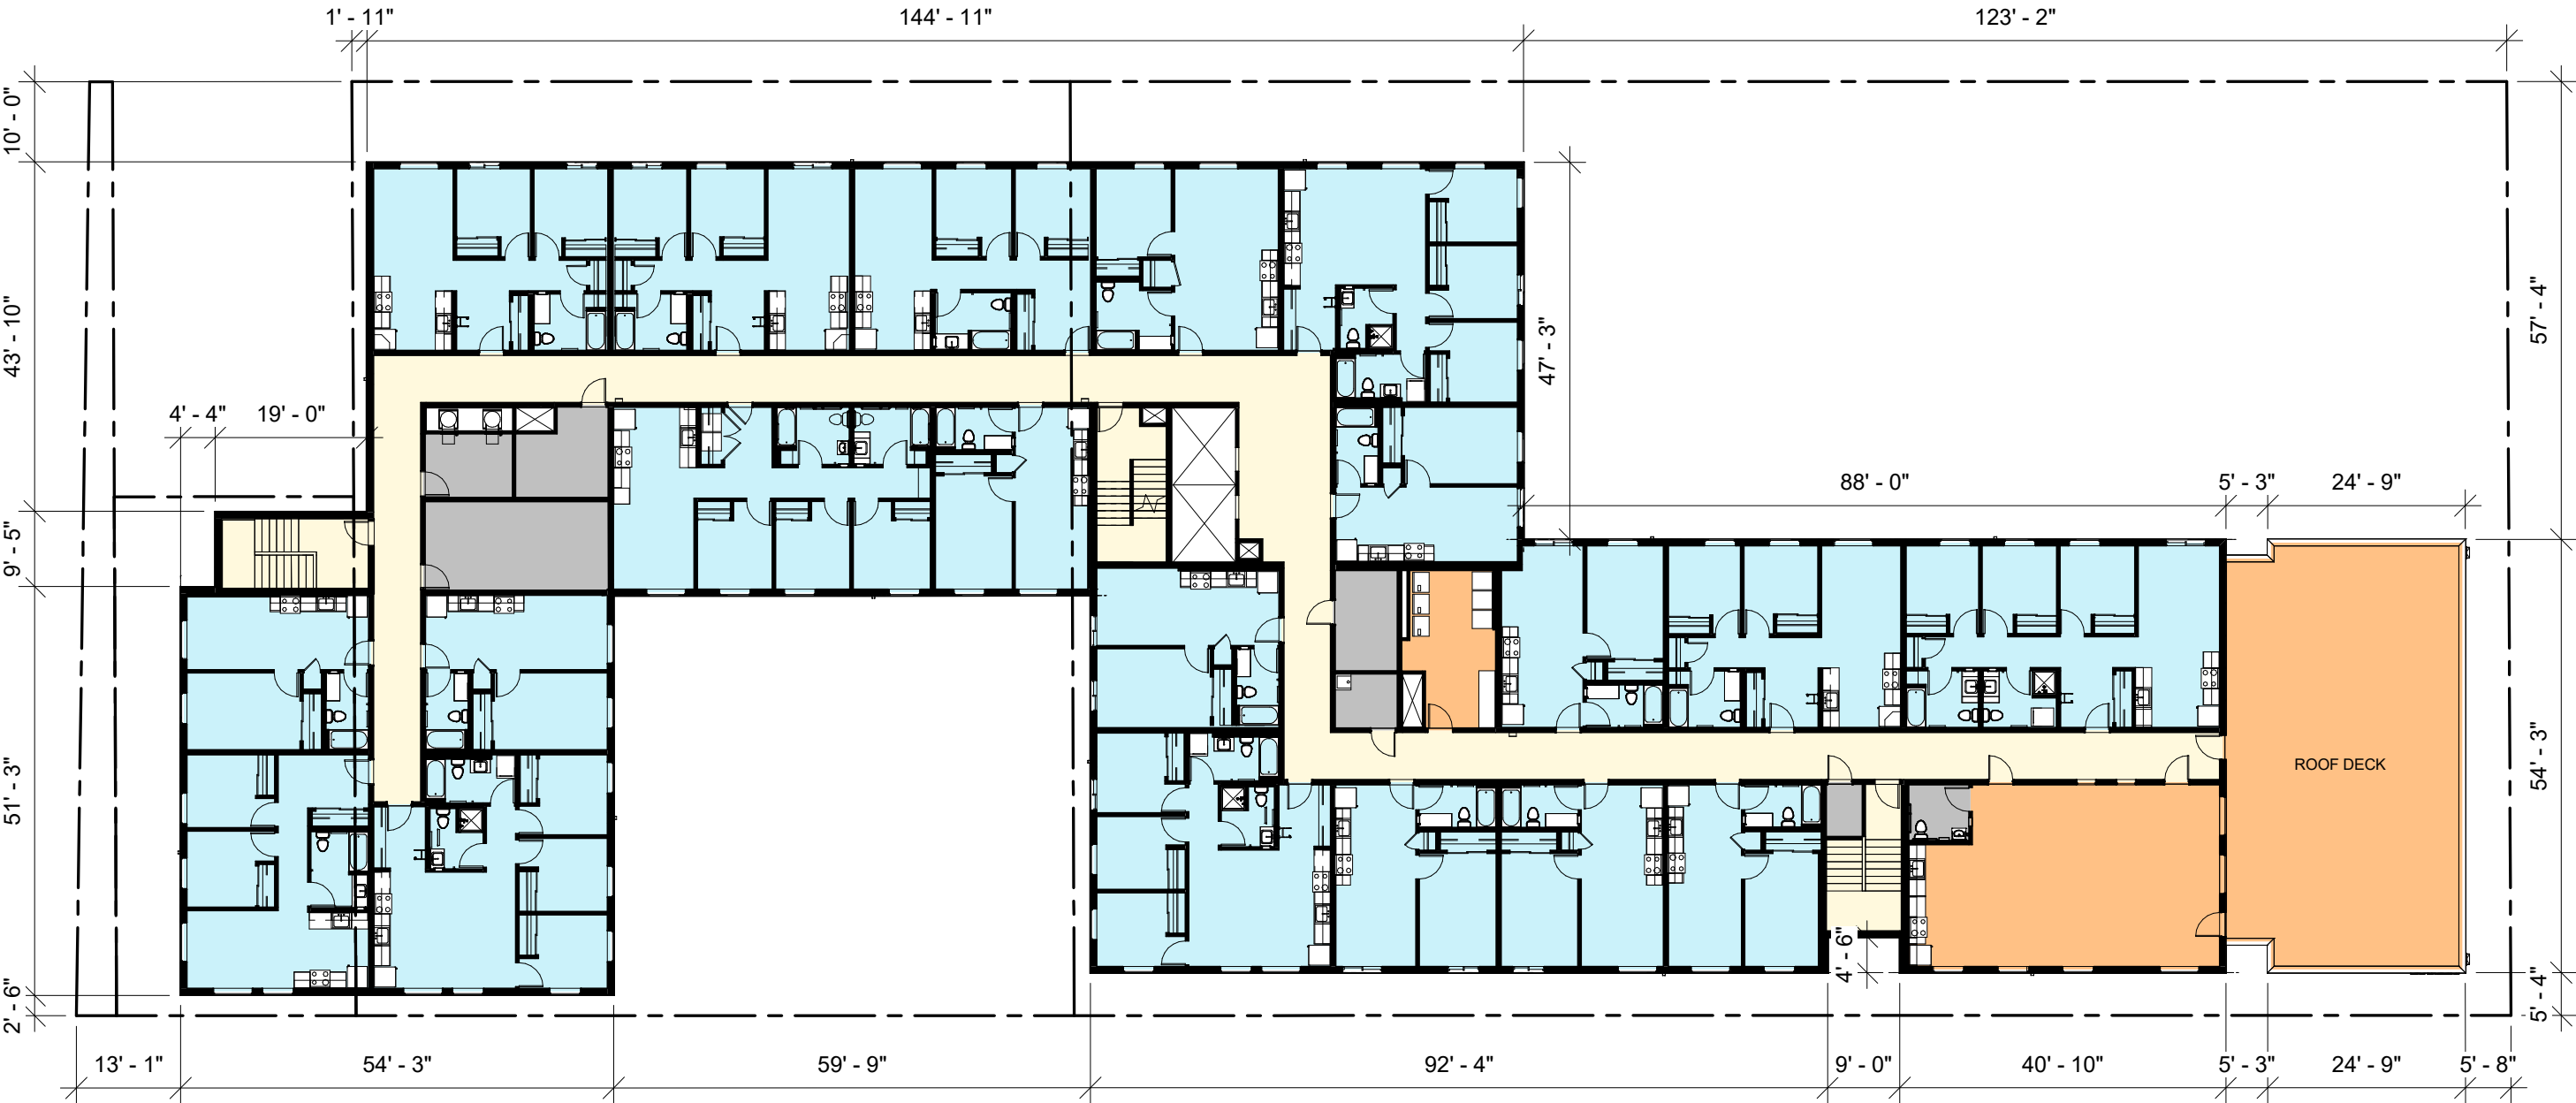 1' - 11"
144' - 11"
123' - 2"
10' - 0"
43' - 10"
9' - 5"
51' - 3"
2' - 6"
4' - 4"
19' - 0"
47' - 3"
57' - 4"
88' - 0"
5' - 3"
24' - 9"
54' - 3"
ROOF DECK
4' - 6"
5' - 4"
13' - 1"
54' - 3"
59' - 9"
92' - 4"
9' - 0"
40' - 10"
5' - 3"
24' - 9"
5' - 8"